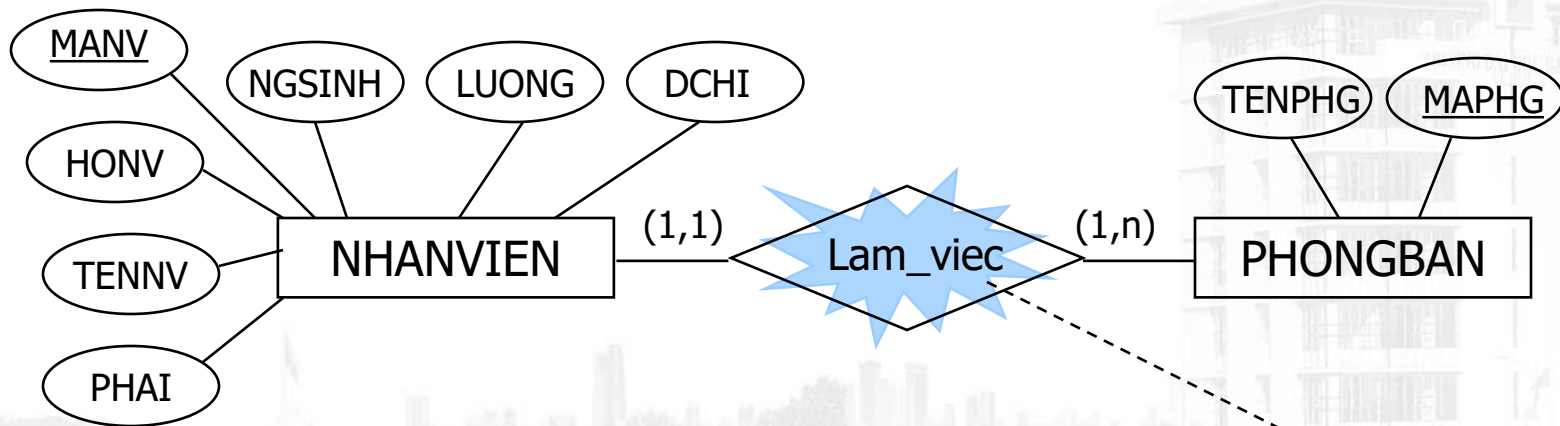 MANV
NGSINH
LUONG
DCHI
TENPHG
MAPHG
HONV
NHANVIEN
(1,1)
Lam_viec
(1,n)
PHONGBAN
TENNV
PHAI